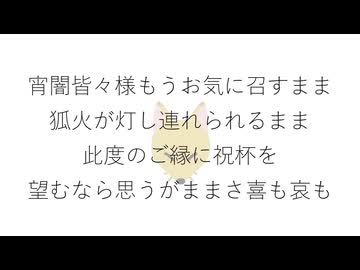 宵闇皆々様もうお気に召すまま
狐火が灯し連れられるまま
此度のご縁に祝杯を
望むなら思うがままさ喜も哀も